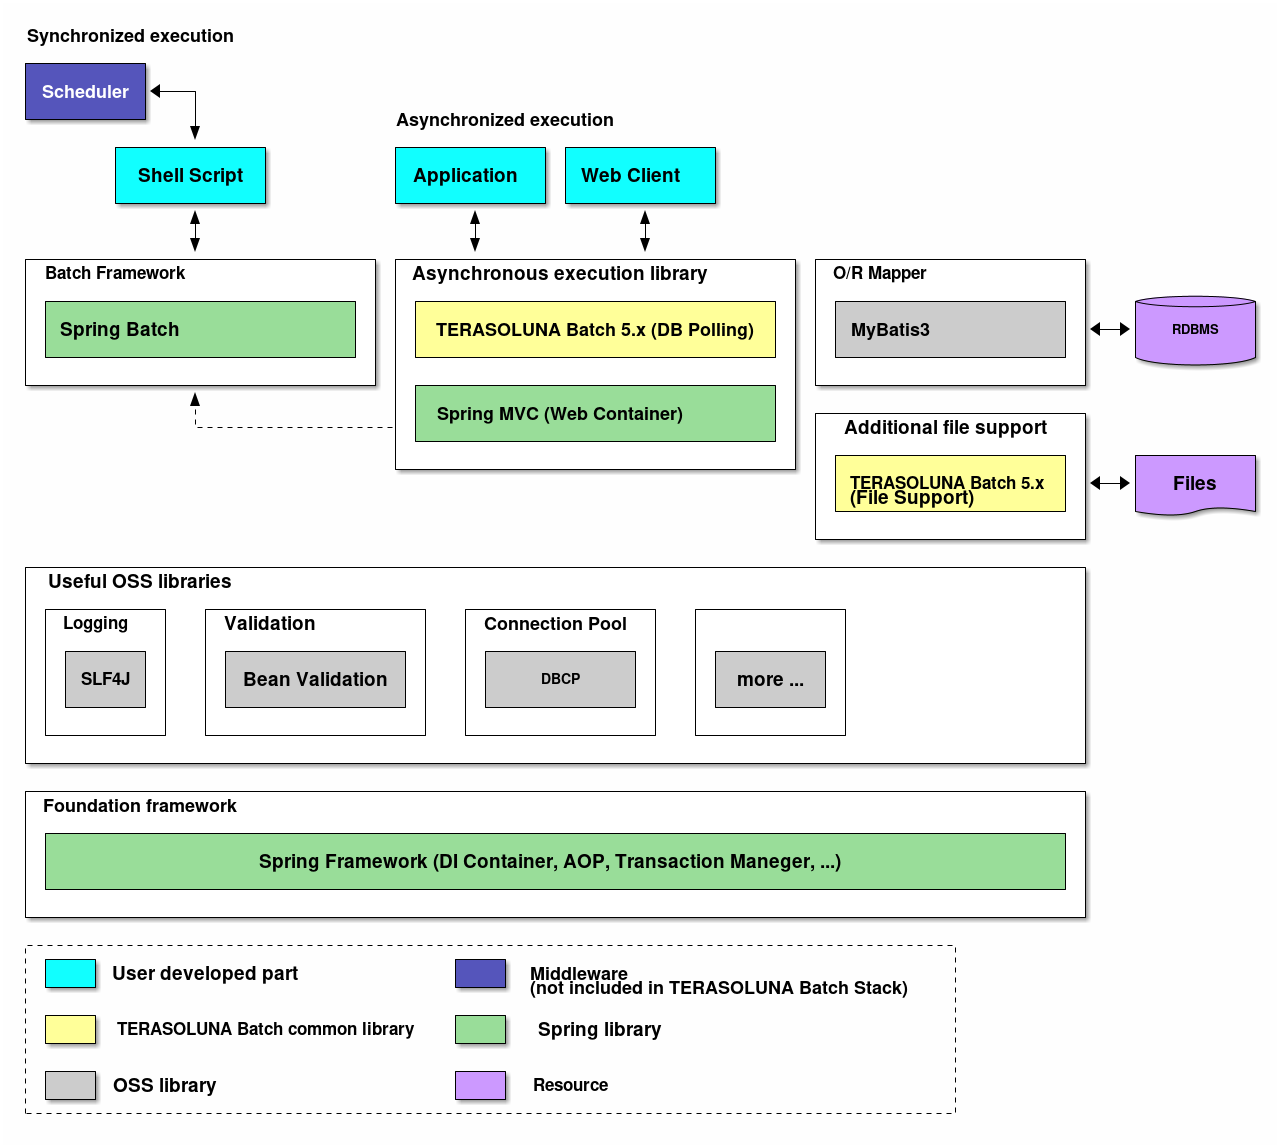 Synchronized execution
Scheduler
Asynchronized execution
Shell Script
Application
Web Client
Batch Framework
Spring Batch
Asynchronous execution library
TERASOLUNA Batch 5.x (DB Polling)
Spring MVC (Web Container)
O/R Mapper
MyBatis3
RDBMS
Additional file support
TERASOLUNA Batch 5.x
(File Support)
Files
Useful OSS libraries
Logging
SLF4J
Validation
Bean Validation
Connection Pool
DBCP
more ...
Foundation framework
Spring Framework (DI Container, AOP, Transaction Maneger, ...)
User developed part
Middleware
(not included in TERASOLUNA Batch Stack)
TERASOLUNA Batch common library
Spring library
OSS library
Resource